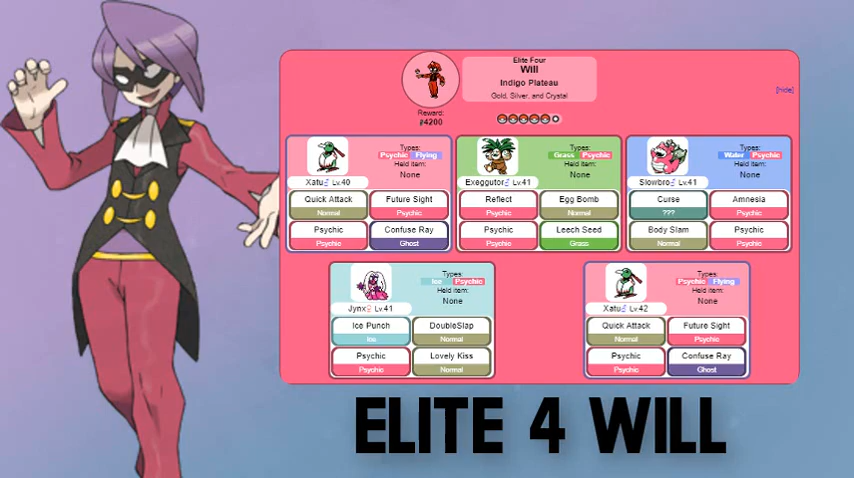 Elite Four
Will
Indigo Plateau
Gold, Silver, and Crystal
[hide]
Reward:
4200
Types:
Psychic Flying
Held item:
None
Xatu♂ Lv.40
Quick Attack
Normal
Future Sight
Psychic
Psychic
Psychic
Confuse Ray
Ghost
Types:
Grass Psychic
Held item:
None
Exeggutor♂ Lv.41
Reflect
Psychic
Egg Bomb
Normal
Psychic
Psychic
Leech Seed
Grass
Types:
Water Psychic
Held item:
None
Slowbro♂ Lv.41
Curse
???
Amnesia
Psychic
Body Slam
Normal
Psychic
Psychic
Types:
Ice Psychic
Held item:
None
Jynx♀ Lv.41
Ice Punch
Ice
DoubleSlap
Normal
Psychic
Psychic
Lovely Kiss
Normal
Types:
Psychic Flying
Held item:
None
Xatu♂ Lv.42
Quick Attack
Normal
Future Sight
Psychic
Psychic
Psychic
Confuse Ray
Ghost
ELITE 4 WILL